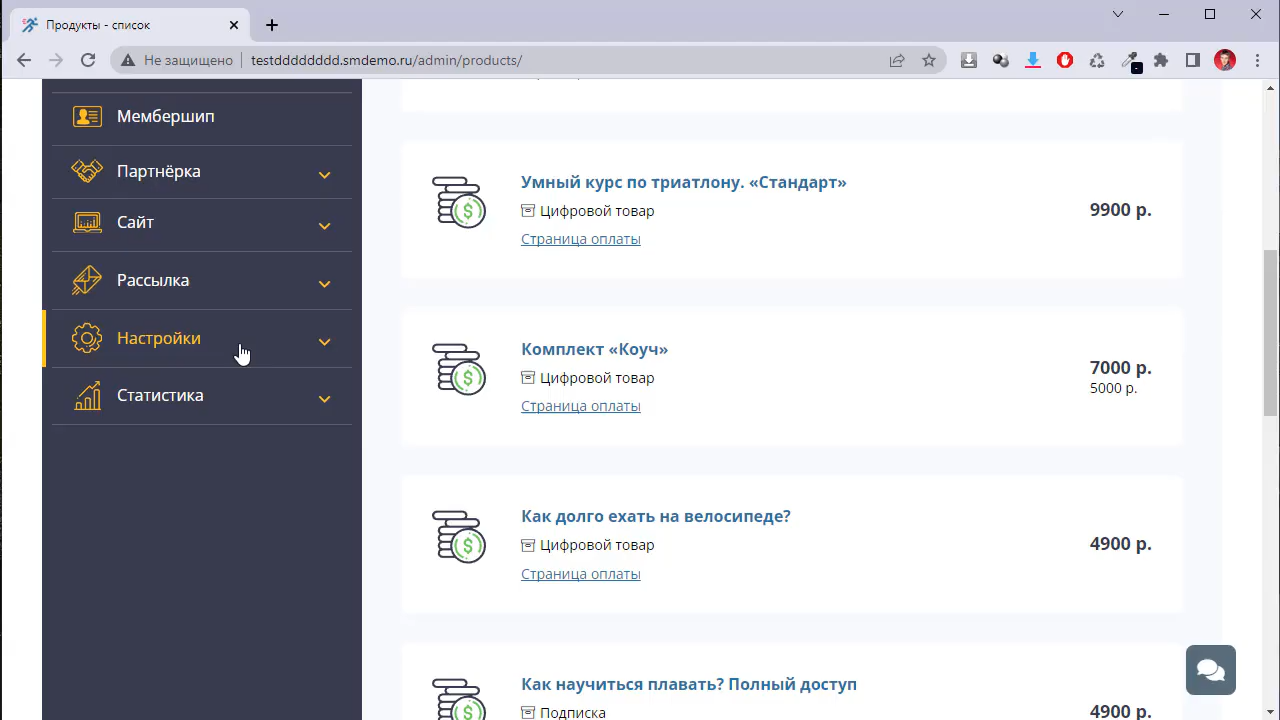 Продукты - список
Не защищено
testdddddddd.smdemo.ru/admin/products/
Мембершип
Партнёрка
Сайт
Рассылка
Настройки
Статистика
Умный курс по триатлону. «Стандарт»
Цифровой товар
Страница оплаты
9900 р.
Комплект «Коуч»
Цифровой товар
Страница оплаты
7000 р.
5000 р.
Как долго ехать на велосипеде?
Цифровой товар
Страница оплаты
4900 р.
Как научиться плавать? Полный доступ
Подписка
4900 р.